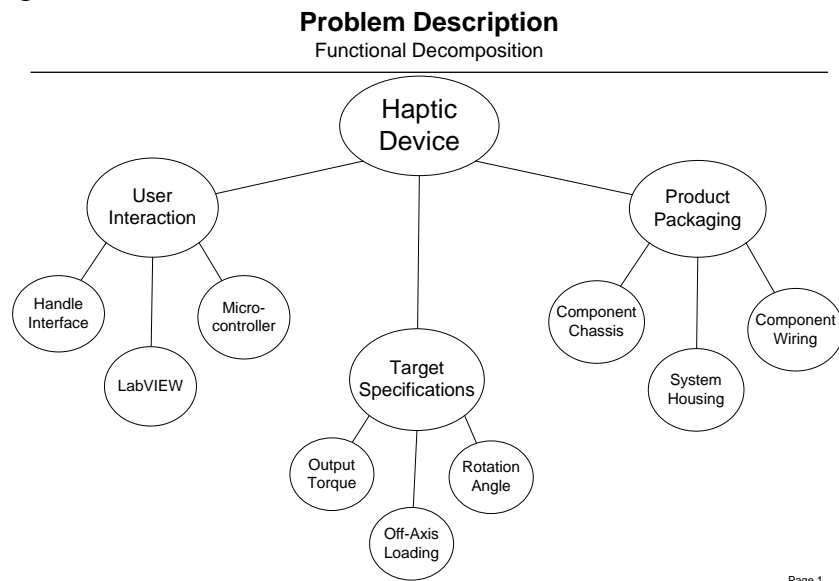 Problem Description
Functional Decomposition
Haptic
Device
User
Interaction
Product
Packaging
Handle
Interface
Micro-
controller
LabVIEW
Component
Chassis
Component
Wiring
System
Housing
Target
Specifications
Output
Torque
Rotation
Angle
Off-Axis
Loading
Page 1